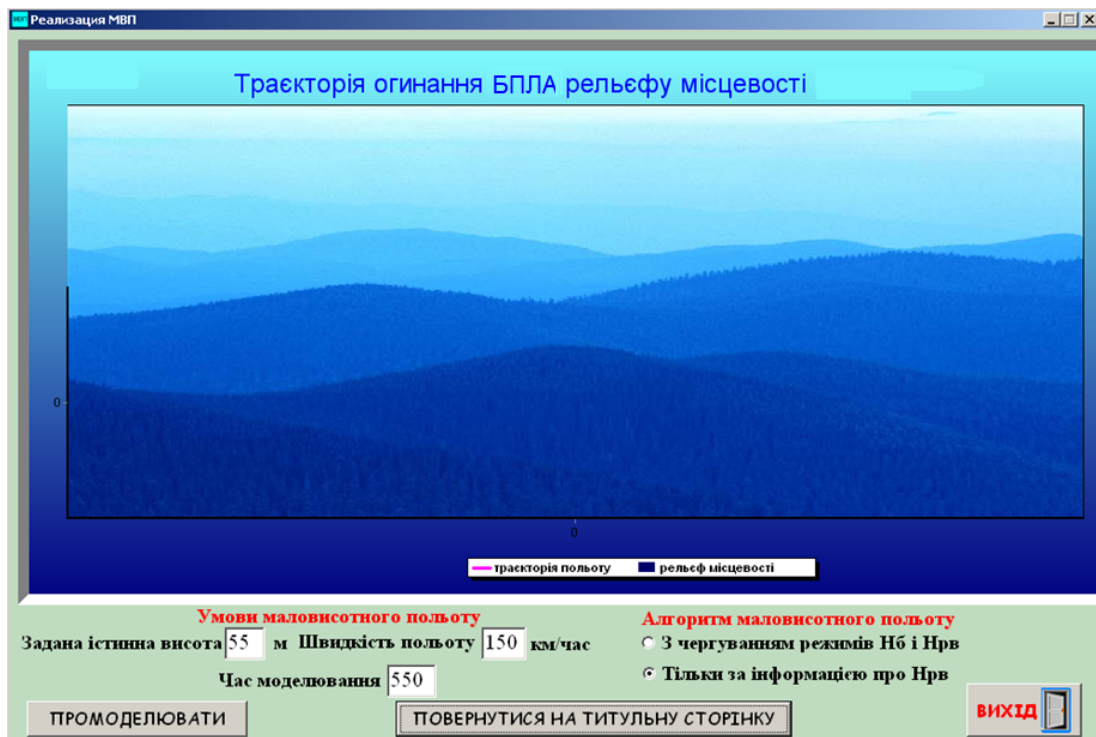 МВП Реализация МВП
Траєкторія огинання БПЛА рельєфу місцевості
0
0
траєкторія польоту рельєф місцевості
Умови маловисотного польоту
Задана істинна висота 55 м Швидкість польоту 150 км/час
Час моделювання 550
Алгоритм маловисотного польоту
З чергуванням режимів Нб і Нрв
Тільки за інформацією про Нрв
ПРОМОДЕЛЮВАТИ
ПОВЕРНУТИСЯ НА ТИТУЛЬНУ СТОРІНКУ
ВИХІД